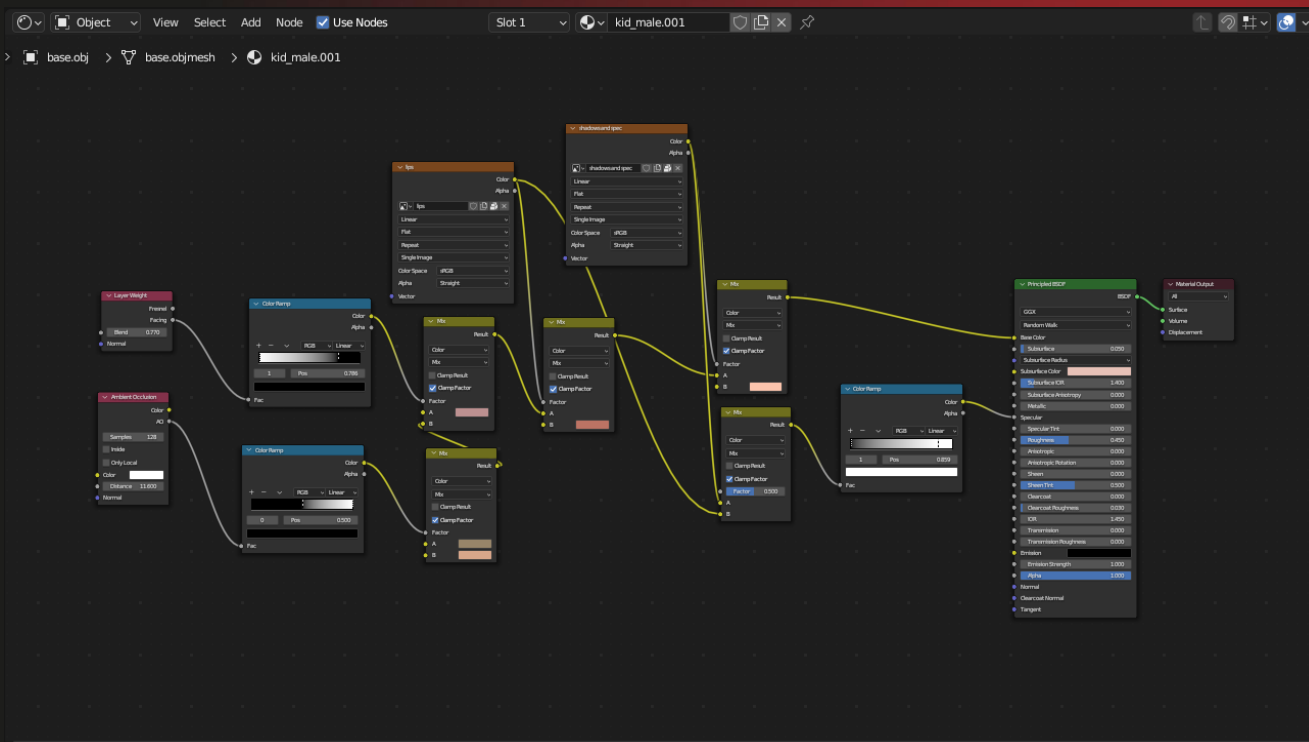 Object
View
Select
Add
Node
Use Nodes
Slot 1
kid_male.001
base.obj
base.objmesh
kid_male.001
Layer Weight
Fresnel
Facing
Blend 0.770
Normal
Ambient Occlusion
Color
AO
Samples 128
Inside
Only Local
Color
Distance 11.600
Normal
Color Ramp
Color
Alpha
RGB Linear
1 Pos 0.786
Fac
Color Ramp
Color
Alpha
RGB Linear
0 Pos 0.500
Fac
lips
Color
Alpha
lips
Linear
Flat
Repeat
Single Image
Color Space sRGB
Alpha Straight
Vector
Mix
Result
Color
Mix
Clamp Result
Clamp Factor
Factor
A
B
Mix
Result
Color
Mix
Clamp Result
Clamp Factor
Factor
A
B
Mix
Result
Color
Mix
Clamp Result
Clamp Factor
Factor
A
B
shadowsand spec
Color
Alpha
shadowsand spec
Linear
Flat
Repeat
Single Image
Color Space sRGB
Alpha Straight
Vector
Mix
Result
Color
Mix
Clamp Result
Clamp Factor
Factor
A
B
Mix
Result
Color
Mix
Clamp Result
Clamp Factor
Factor 0.500
A
B
Color Ramp
Color
Alpha
RGB Linear
1 Pos 0.859
Fac
Principled BSDF
BSDF
GGX
Random Walk
Base Color
Subsurface 0.050
Subsurface Radius
Subsurface Color
Subsurface IOR 1.400
Subsurface Anisotropy 0.000
Metallic 0.000
Specular
Specular Tint 0.000
Roughness 0.450
Anisotropic 0.000
Anisotropic Rotation 0.000
Sheen 0.000
Sheen Tint 0.500
Clearcoat 0.000
Clearcoat Roughness 0.030
IOR 1.450
Transmission 0.000
Transmission Roughness 0.000
Emission
Emission Strength 1.000
Alpha 1.000
Normal
Clearcoat Normal
Tangent
Material Output
All
Surface
Volume
Displacement